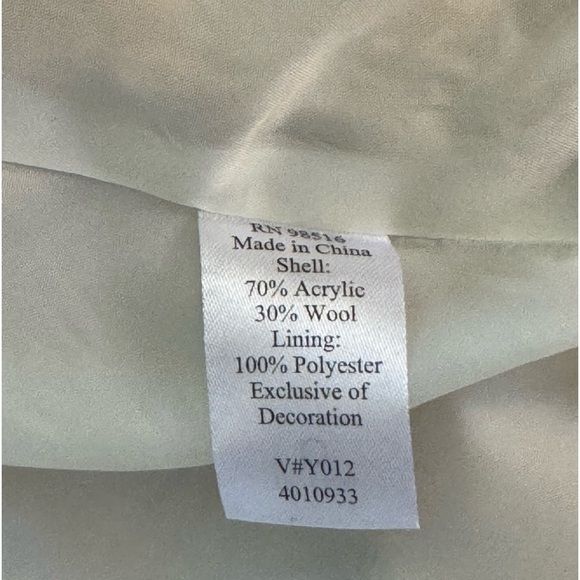 RN 98516
Made in China
Shell:
70% Acrylic
30% Wool
Lining:
100% Polyester
Exclusive of
Decoration
V#Y012
4010933